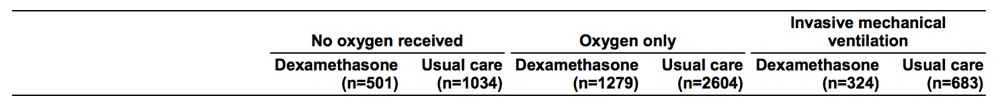 No oxygen received Oxygen only Invasive mechanical ventilation
Dexamethasone (n=501) Usual care (n=1034) Dexamethasone (n=1279) Usual care (n=2604) Dexamethasone (n=324) Usual care (n=683)